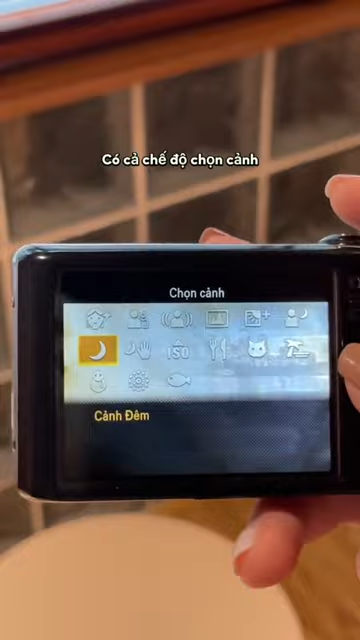 Có cả chế độ chọn cảnh
Chọn cảnh
ISO
Cảnh Đêm